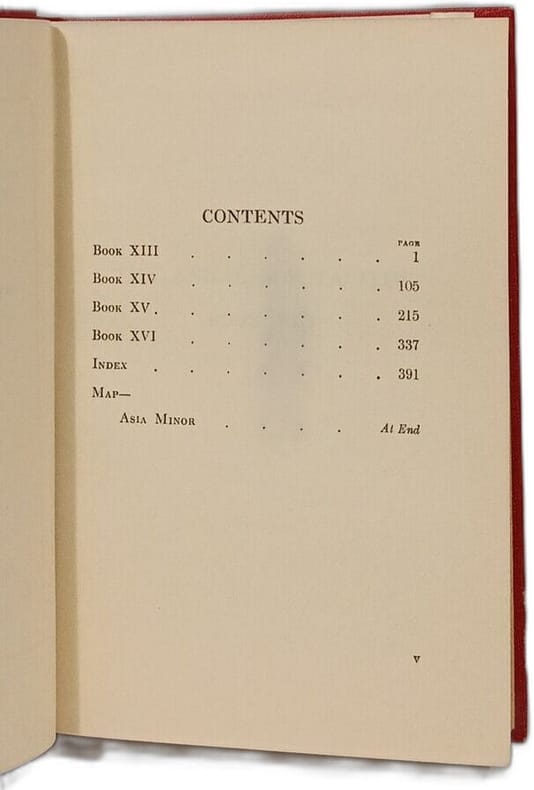 CONTENTS
PAGE
Book XIII . . . . . . 1
Book XIV . . . . . . 105
Book XV . . . . . . 215
Book XVI . . . . . . 337
Index . . . . . . . 391
Map—
Asia Minor . . . . At End
v